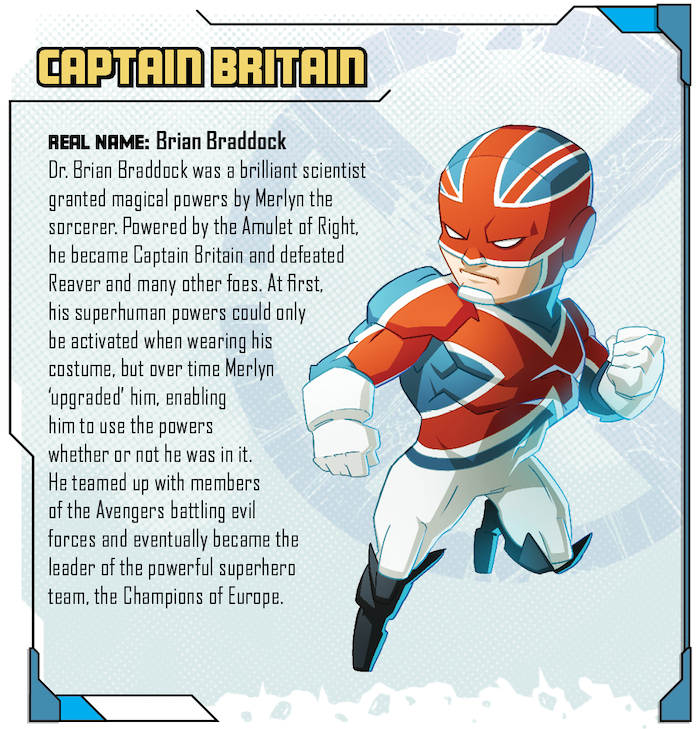 CAPTAIN BRITAIN
REAL NAME: Brian Braddock
Dr. Brian Braddock was a brilliant scientist
granted magical powers by Merlyn the
sorcerer. Powered by the Amulet of Right,
he became Captain Britain and defeated
Reaver and many other foes. At first,
his superhuman powers could only
be activated when wearing his
costume, but over time Merlyn
‘upgraded’ him, enabling
him to use the powers
whether or not he was in it.
He teamed up with members
of the Avengers battling evil
forces and eventually became the
leader of the powerful superhero
team, the Champions of Europe.